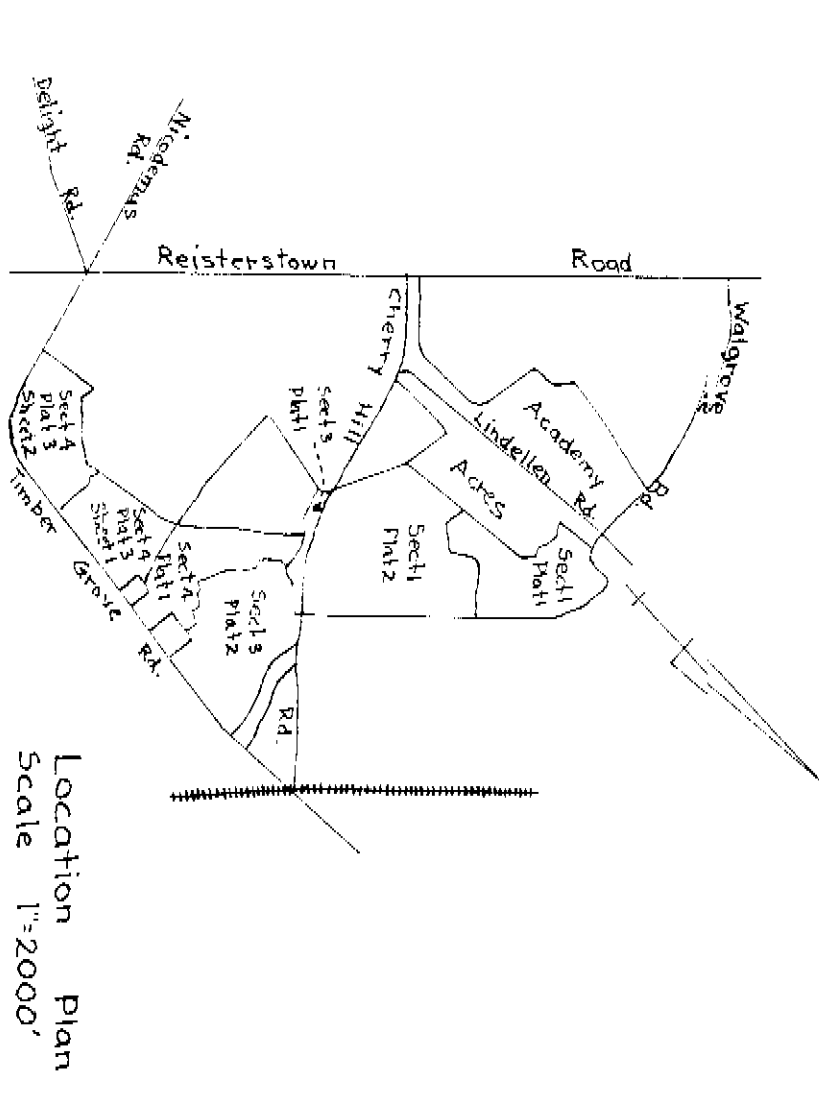 Delight Rd.
Nicodemus
Rd.
Reisterstown Road
Walgrove
Rd.
Cherry Hill Rd.
Academy
Acres
Lindellen Rd.
Sect 3
Plat 1
Sect 1
Plat 2
Sect 1
Plat 1
Sect 4
Plat 3
Sheet 2
Sect 4
Plat 3
Sheet 1
Sect 4
Plat 1
Sect 3
Plat 2
Timber Grove Rd.
Location Plan
Scale 1"=2000'